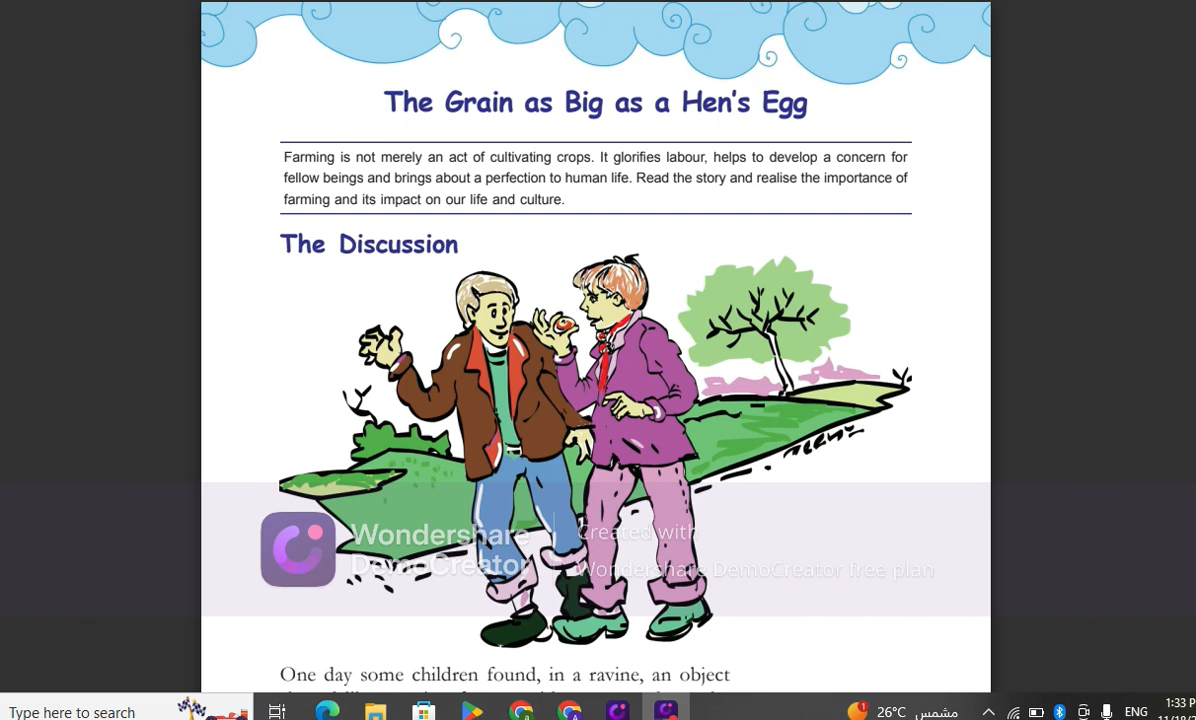 The Grain as Big as a Hen's Egg
Farming is not merely an act of cultivating crops. It glorifies labour, helps to develop a concern for
fellow beings and brings about a perfection to human life. Read the story and realise the importance of
farming and its impact on our life and culture.
The Discussion
Wondershare
DemoCreator
Created with
Wondershare DemoCreator free plan
One day some children found, in a ravine, an object
Type here to search
1
26°C
مشمس
ENG
1:33 P